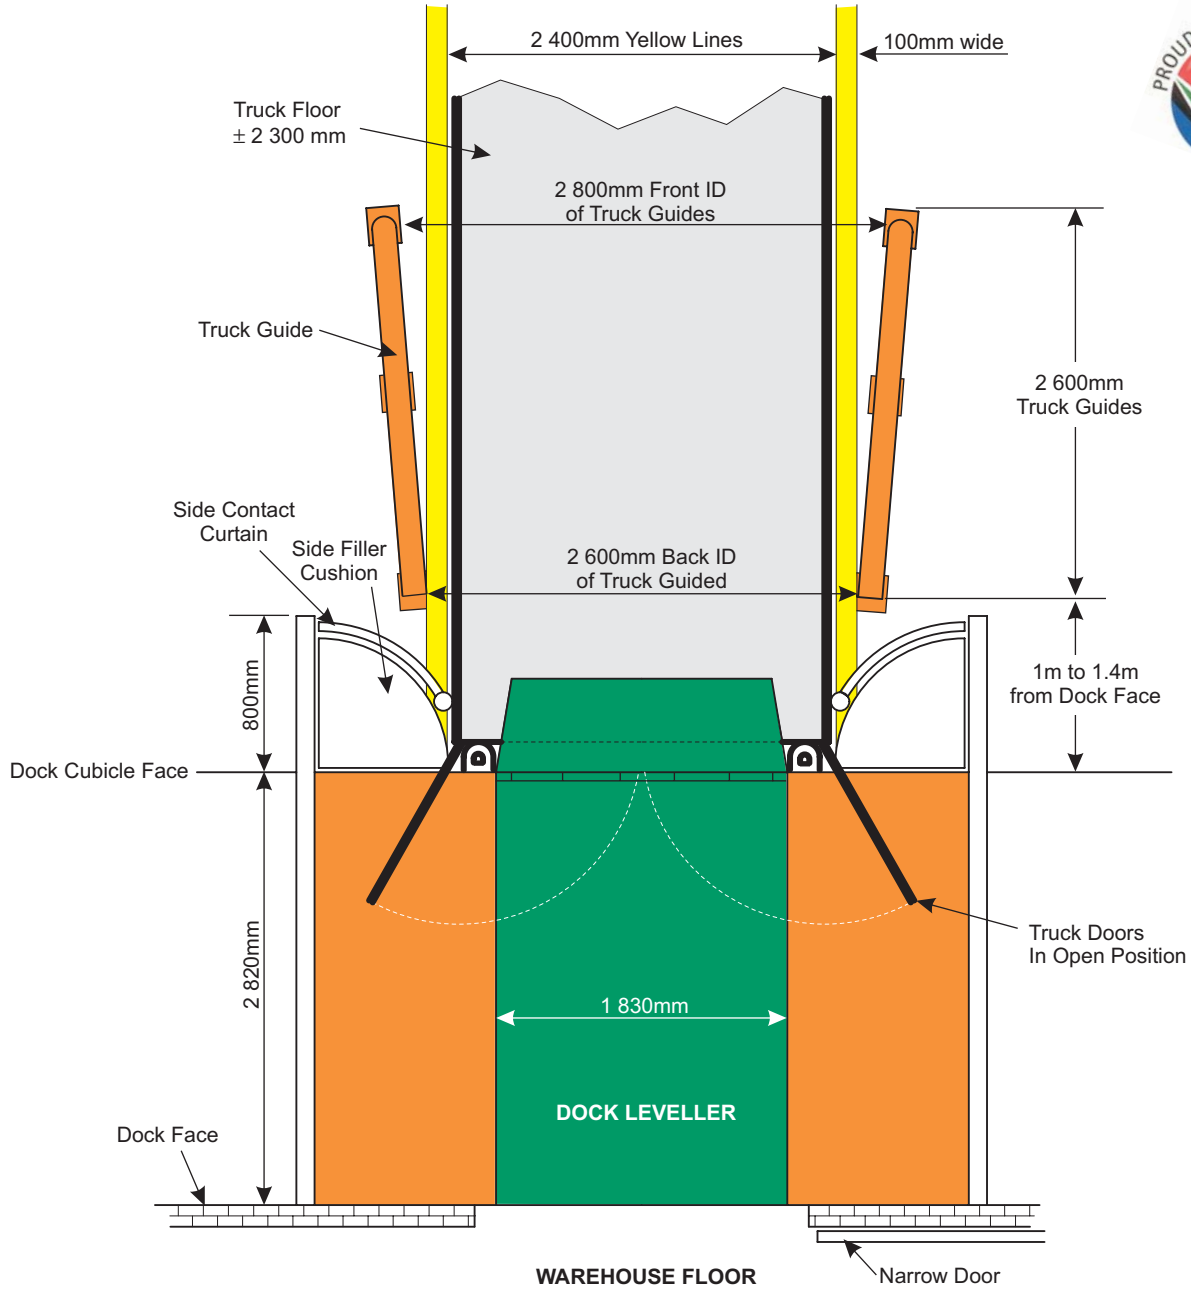 2 400mm Yellow Lines
100mm wide
PROUD
Truck Floor
± 2 300 mm
2 800mm Front ID
of Truck Guides
Truck Guide
2 600mm
Truck Guides
Side Contact
Curtain
Side Filler
Cushion
2 600mm Back ID
of Truck Guided
800mm
1m to 1.4m
from Dock Face
Dock Cubicle Face
2 820mm
Truck Doors
In Open Position
1 830mm
DOCK LEVELLER
Dock Face
WAREHOUSE FLOOR
Narrow Door